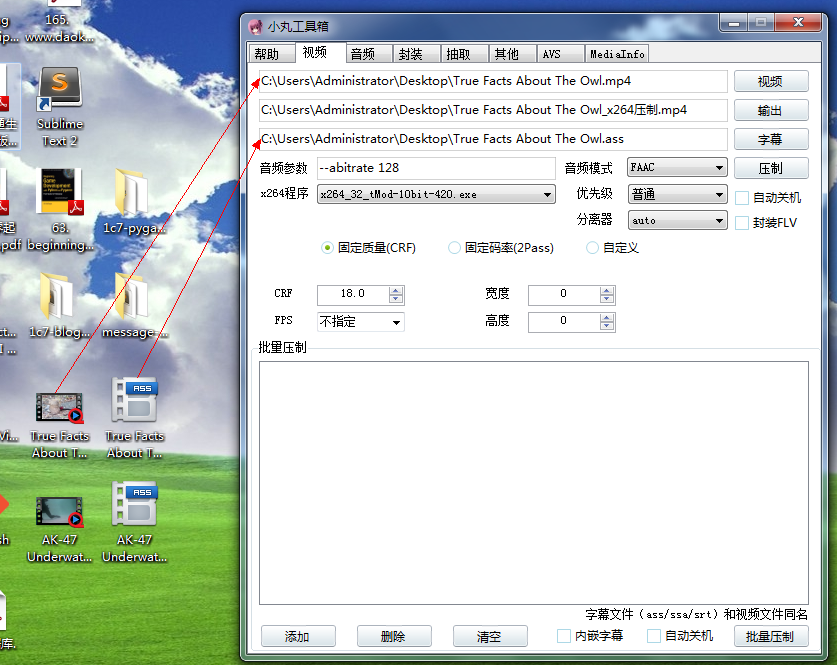 165.
www.daok...
Sublime
Text 2
63.
beginning...
1c7-pyga...
.pdf
1c7-blog...
message-...
True Facts
About T...
True Facts
About T...
AK-47
Underwat...
AK-47
Underwat...
小丸工具箱
帮助 视频 音频 封装 抽取 其他 AVS MediaInfo
C:\Users\Administrator\Desktop\True Facts About The Owl.mp4 视频
C:\Users\Administrator\Desktop\True Facts About The Owl_x264压制.mp4 输出
C:\Users\Administrator\Desktop\True Facts About The Owl.ass 字幕
音频参数 --abitrate 128 音频模式 FAAC 压制
x264程序 x264_32_tMod-10bit-420.exe 优先级 普通 自动关机
分离器 auto 封装FLV
固定质量(CRF) 固定码率(2Pass) 自定义
CRF 18.0 宽度 0
FPS 不指定 高度 0
批量压制
字幕文件（ass/ssa/srt）和视频文件同名
添加 删除 清空 内嵌字幕 自动关机 批量压制
ASS
ASS